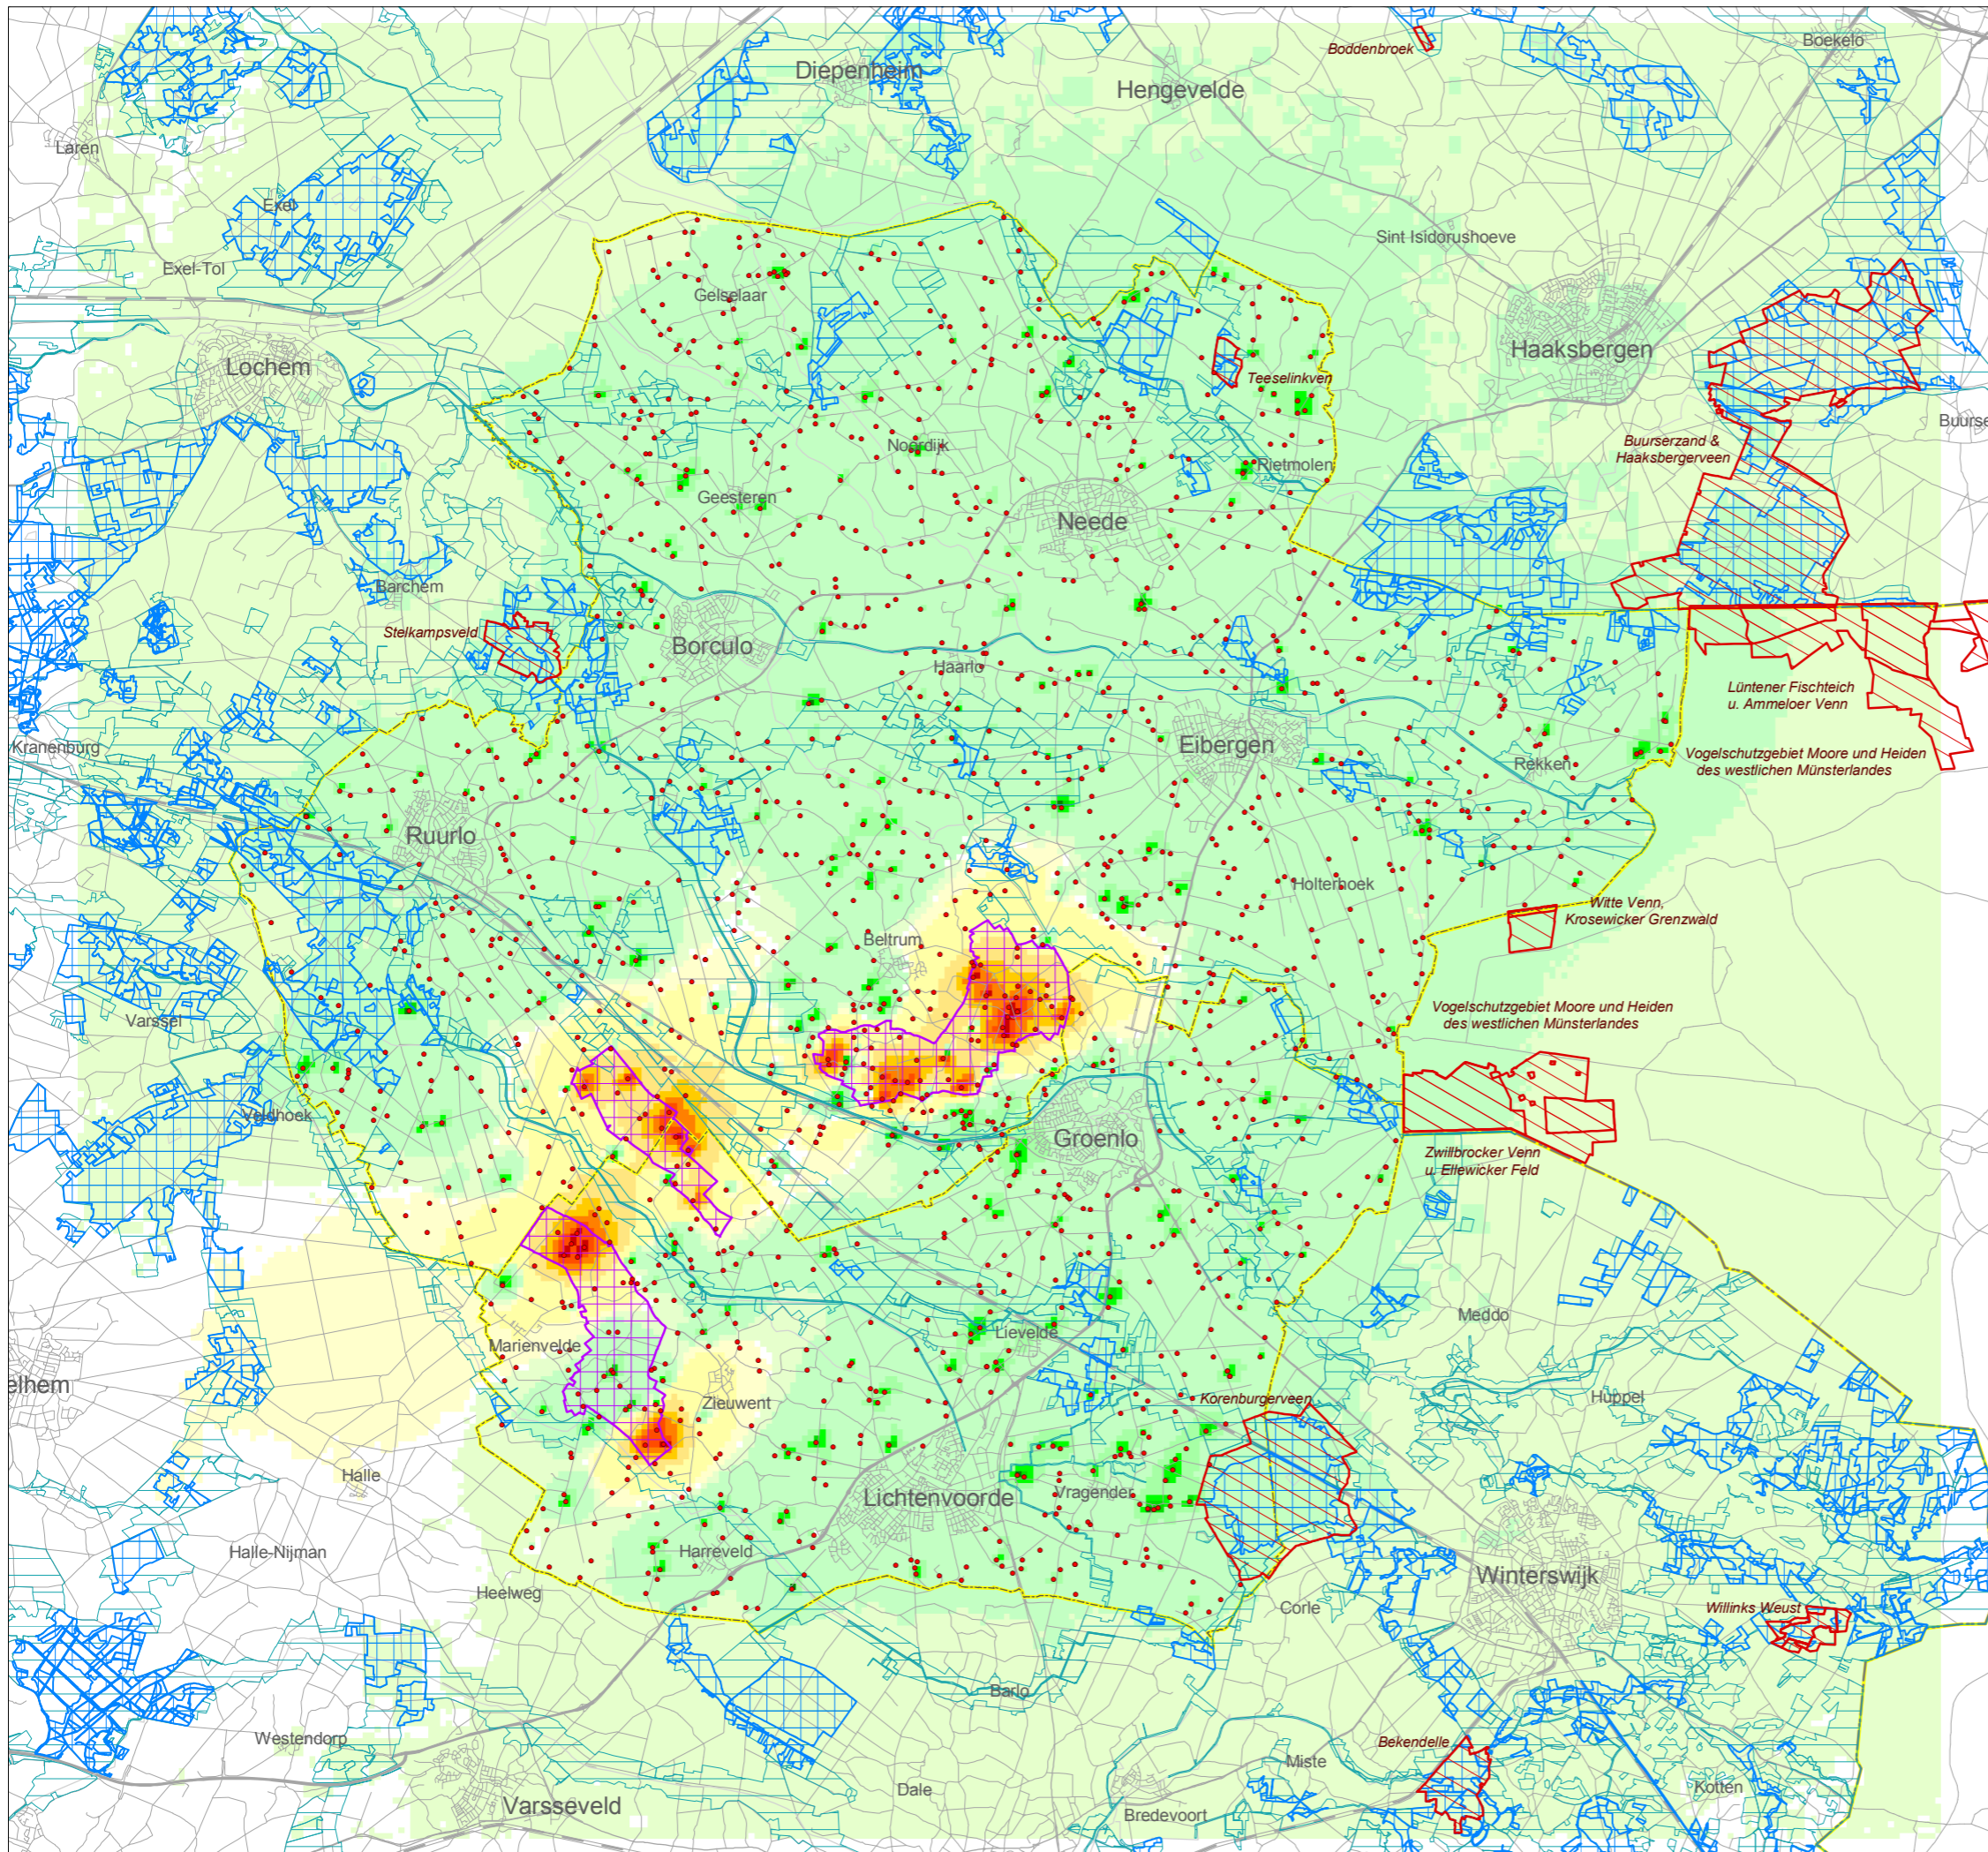 Boddenbroek
Boekelo
Diepenheim
Hengevelde
Laren
Exel
Sint Isidorushoeve
Exel-Tol
Gelselaar
Haaksbergen
Lochem
Teeselinkven
Buurse
Noordijk
Buurserzand &
Haaksbergerveen
Rietmolen
Geesteren
Neede
Barchem
Stelkampsveld
Borculo
Haarlo
Lüntener Fischteich
u. Ammeloer Venn
Kranenburg
Eibergen
Vogelschutzgebiet Moore und Heiden
des westlichen Münsterlandes
Rekken
Ruurlo
Holterhoek
Witte Venn,
Krosewicker Grenzwald
Beltrum
Vogelschutzgebiet Moore und Heiden
des westlichen Münsterlandes
Varssel
Veldhoek
Groenlo
Zwillbrocker Venn
u. Ellewicker Feld
Meddo
Lievelde
Marienvelde
elhem
Korenburgerveen
Huppel
Zieuwent
Halle
Vragender
Lichtenvoorde
Halle-Nijman
Harreveld
Winterswijk
Heelweg
Corle
Willinks Weust
Barlo
Westendorp
Bekendelle
Miste
Kotten
Dale
Varsseveld
Bredevoort